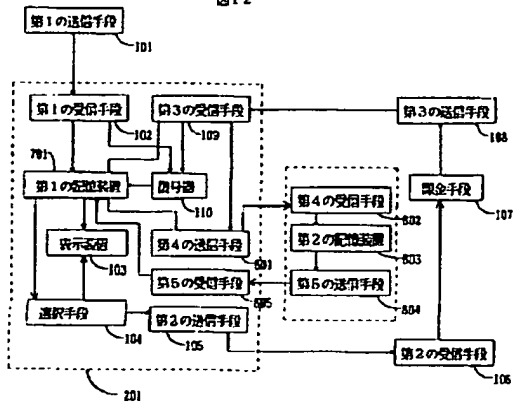 図12
第1の送信手段
101
第1の受信手段
102
第3の受信手段
109
第3の送信手段
108
701
第1の記憶装置
復号器
110
課金手段
107
第4の受信手段
802
表示装置
103
第4の送信手段
801
第2の記憶装置
803
第5の受信手段
805
第5の送信手段
804
選択手段
104
第2の送信手段
105
第2の受信手段
106
201